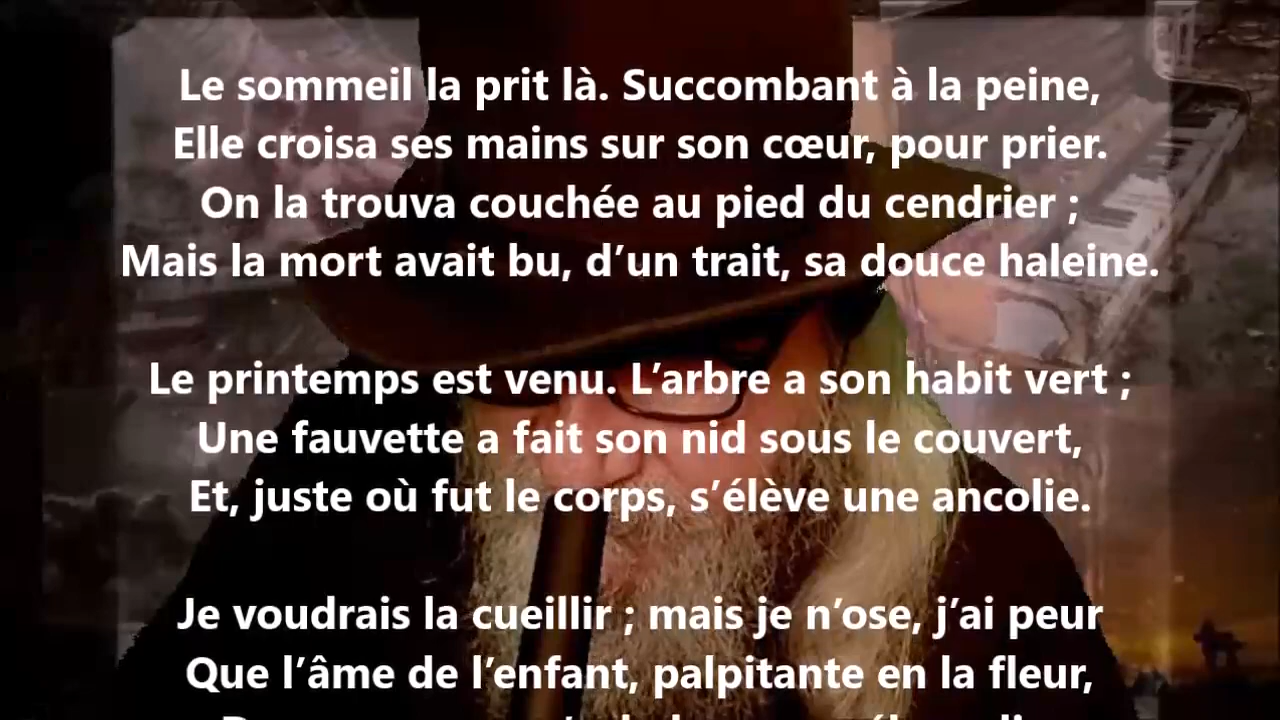 Le sommeil la prit là. Succombant à la peine,
Elle croisa ses mains sur son cœur, pour prier.
On la trouva couchée au pied du cendrier ;
Mais la mort avait bu, d’un trait, sa douce haleine.
Le printemps est venu. L’arbre a son habit vert ;
Une fauvette a fait son nid sous le couvert,
Et, juste où fut le corps, s’élève une ancolie.
Je voudrais la cueillir ; mais je n’ose, j’ai peur
Que l’âme de l’enfant, palpitante en la fleur,